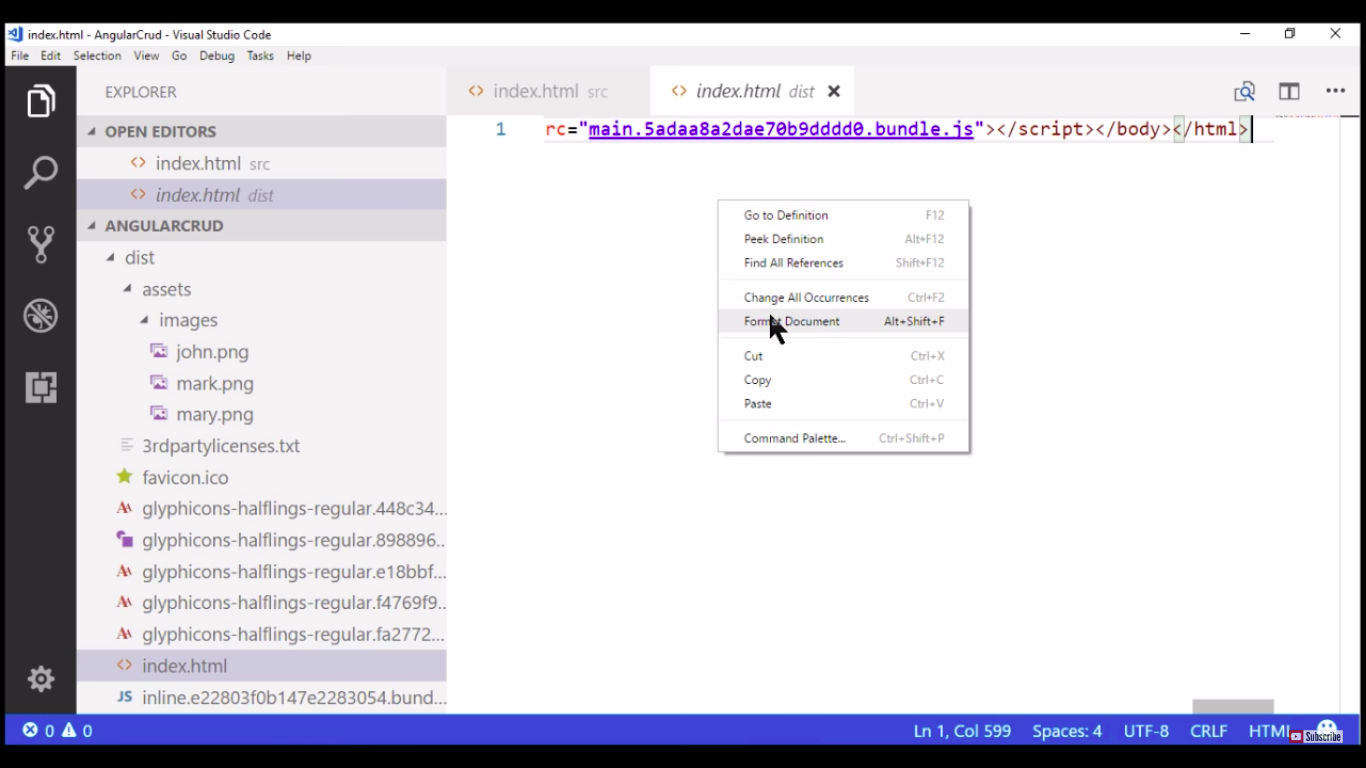 index.html - AngularCrud - Visual Studio Code
File Edit Selection View Go Debug Tasks Help
EXPLORER
index.html src
index.html dist
OPEN EDITORS
index.html src
index.html dist
ANGULARCRUD
dist
assets
images
john.png
mark.png
mary.png
3rdpartylicenses.txt
favicon.ico
glyphicons-halflings-regular.448c34...
glyphicons-halflings-regular.898896...
glyphicons-halflings-regular.e18bbf...
glyphicons-halflings-regular.f4769f9...
glyphicons-halflings-regular.fa2772...
index.html
JS inline.e22803f0b147e2283054.bund...
1 rc="main.5adaa8a2dae70b9dddd0.bundle.js"></script></body></html>
Go to Definition F12
Peek Definition Alt+F12
Find All References Shift+F12
Change All Occurrences Ctrl+F2
Format Document Alt+Shift+F
Cut Ctrl+X
Copy Ctrl+C
Paste Ctrl+V
Command Palette... Ctrl+Shift+P
0 0
Ln 1, Col 599 Spaces: 4 UTF-8 CRLF HTML
Subscribe